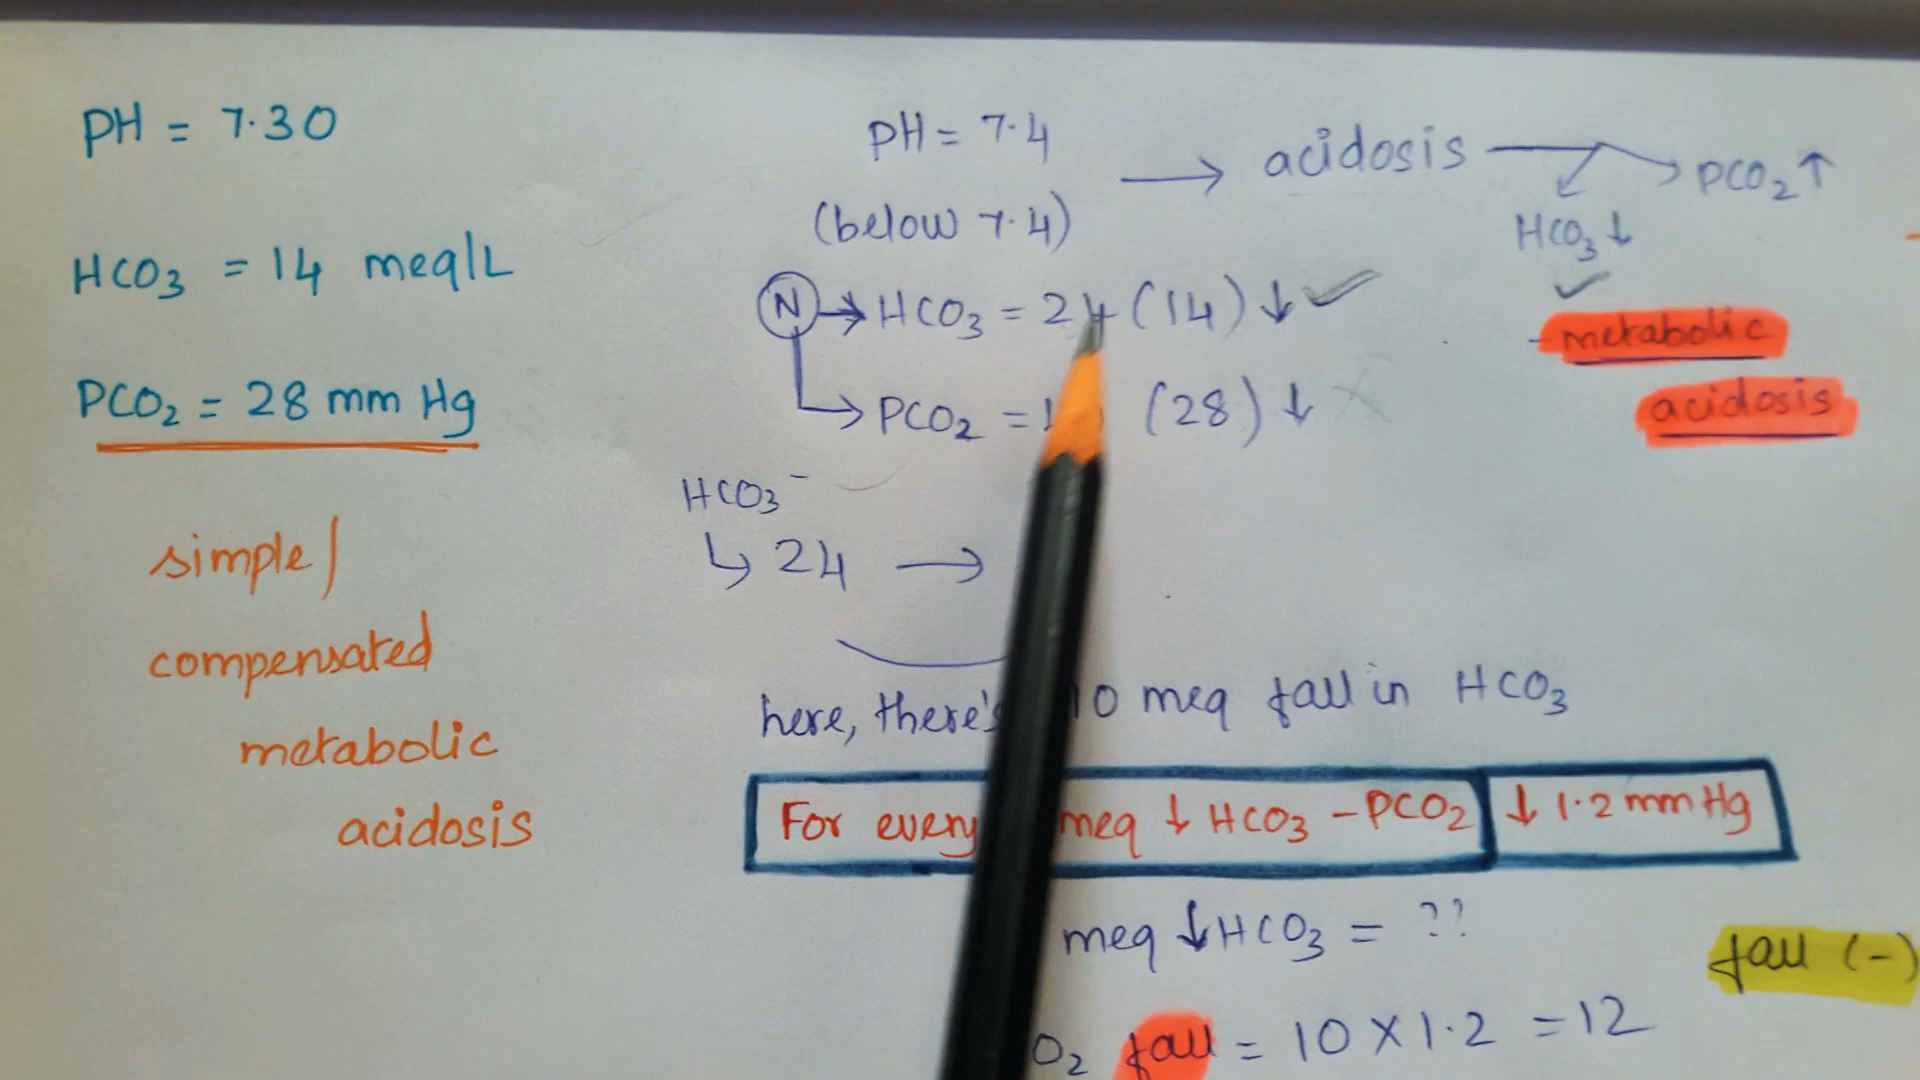 PH = 7.30
HCO3 = 14 meq/L
PCO2 = 28 mm Hg
simple/
compensated
metabolic
acidosis
PH = 7.4 → acidosis → PCO2 ↑
(below 7.4)
HCO3 ↓ ✓
- metabolic
acidosis
N → HCO3 = 24 (14) ↓ ✓
→ PCO2 = (28) ↓ ×
HCO3⁻
↳ 24 →
here, there's 10 meq fall in HCO3
For every meq ↓ HCO3 - PCO2 ↓ 1.2 mm Hg
meq ↓ HCO3 = ??
fall (-)
O2 fall = 10 X 1.2 = 12